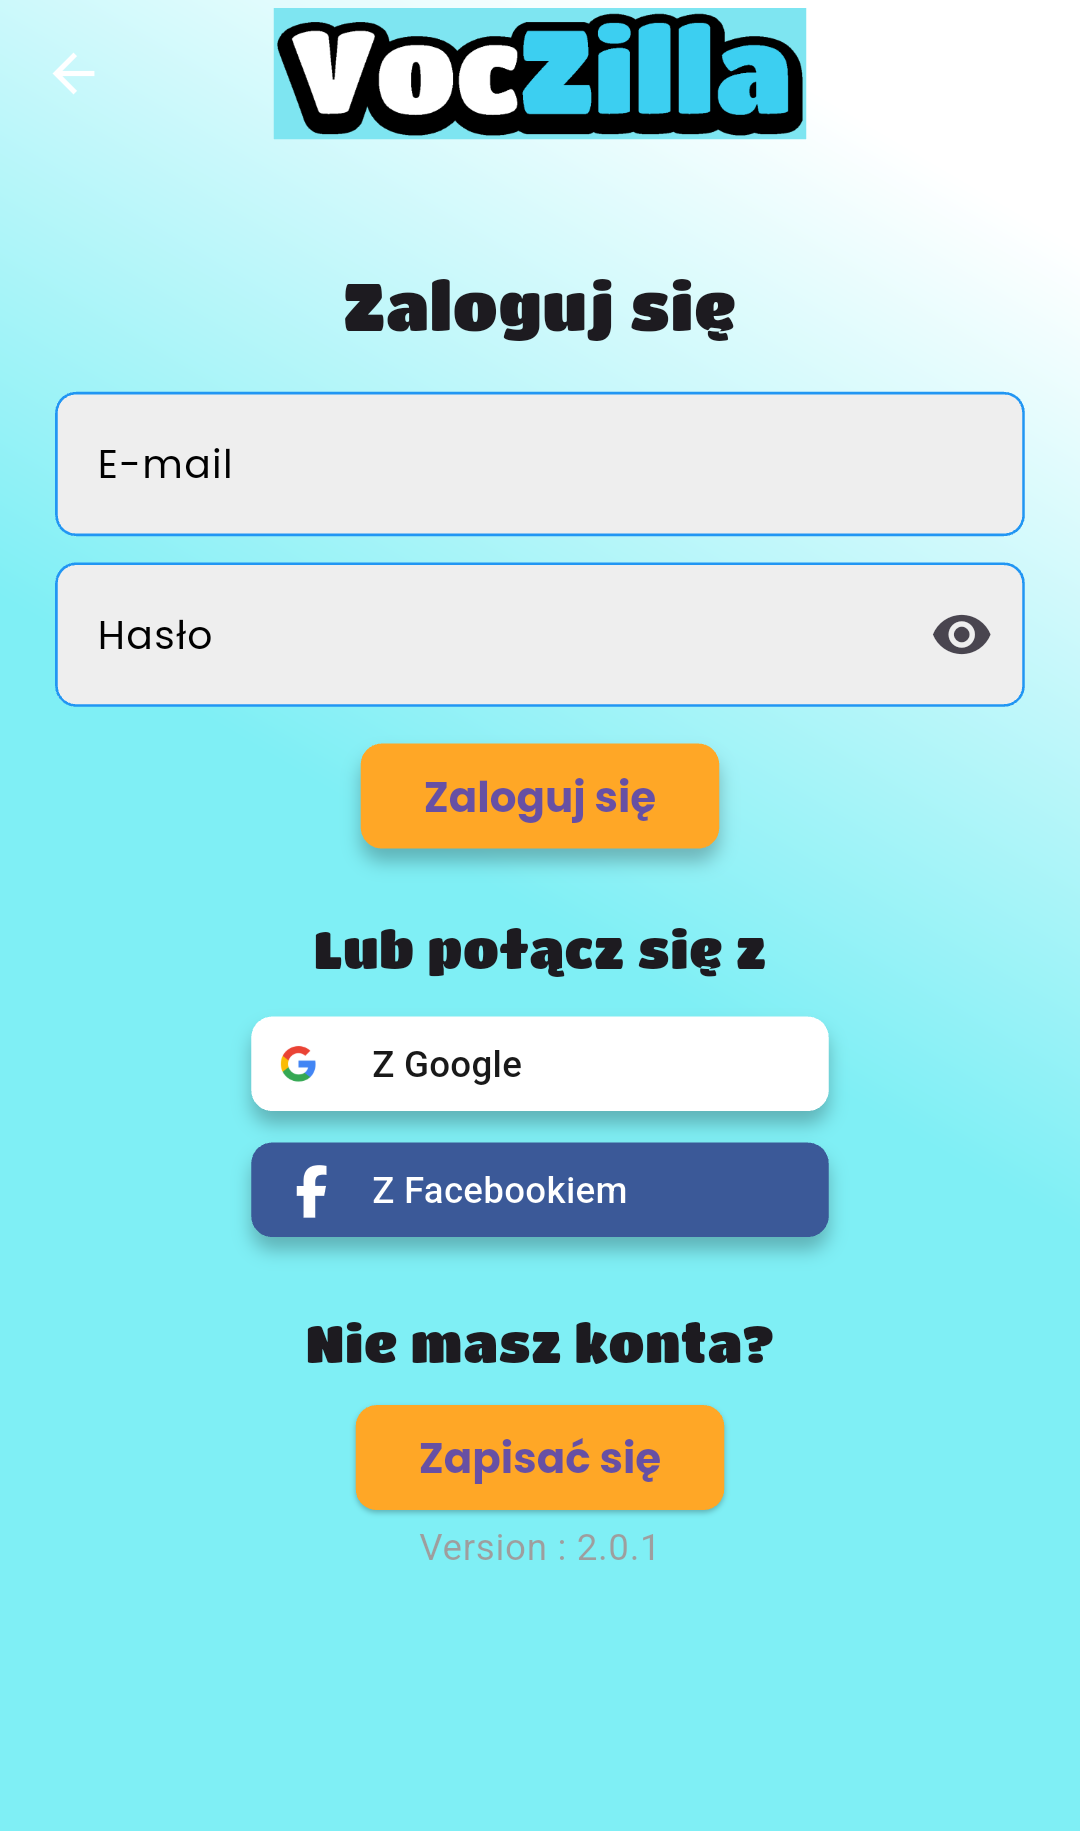 VocZilla
Zaloguj się
E-mail
Hasło
Zaloguj się
Lub połącz się z
Z Google
Z Facebookiem
Nie masz konta?
Zapisać się
Version : 2.0.1